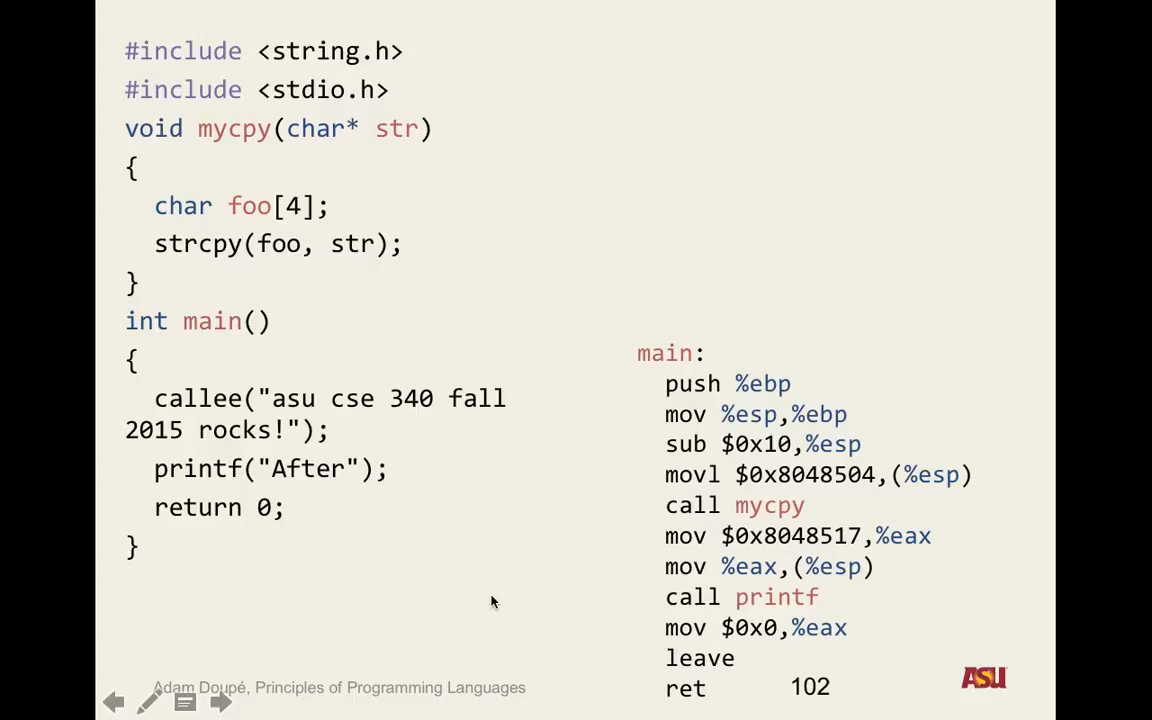 #include <string.h>
#include <stdio.h>
void mycpy(char* str)
{
  char foo[4];
  strcpy(foo, str);
}
int main()
{
  callee("asu cse 340 fall
2015 rocks!");
  printf("After");
  return 0;
}
main:
  push %ebp
  mov %esp,%ebp
  sub $0x10,%esp
  movl $0x8048504,(%esp)
  call mycpy
  mov $0x8048517,%eax
  mov %eax,(%esp)
  call printf
  mov $0x0,%eax
  leave
  ret
Adam Doupé, Principles of Programming Languages
102
ASU